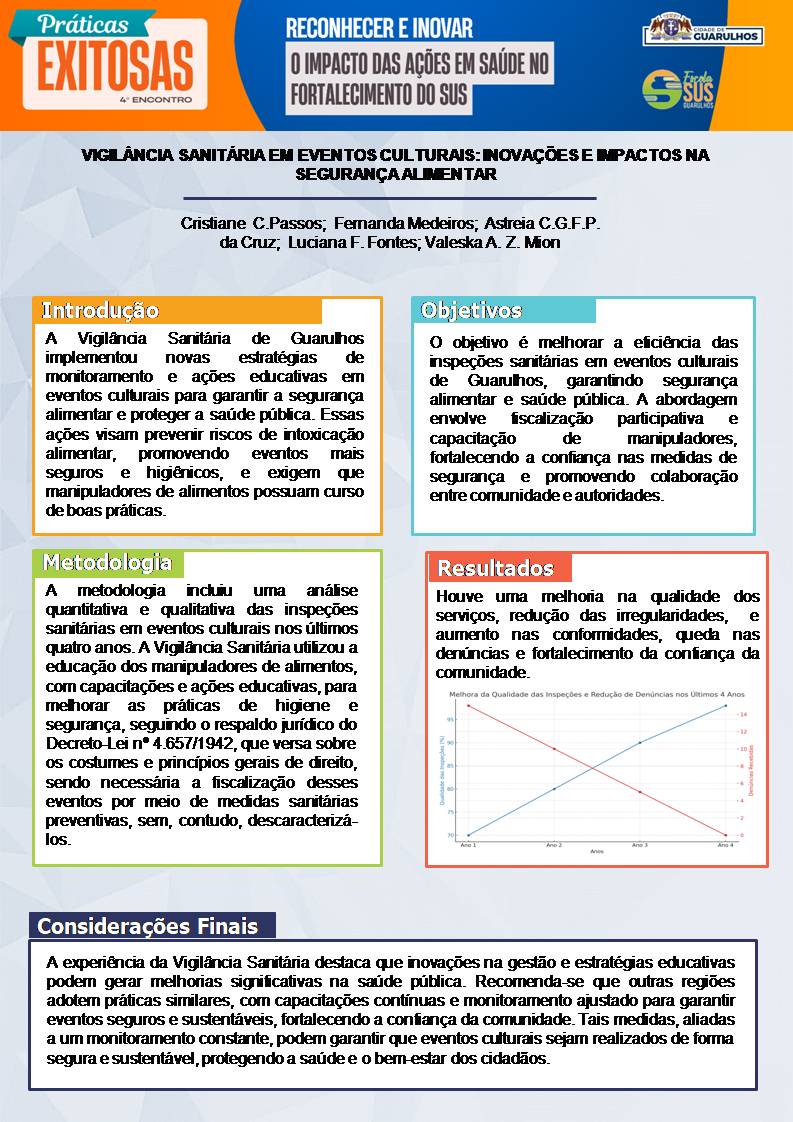 Práticas
EXITOSAS
4º ENCONTRO
RECONHECER E INOVAR
O IMPACTO DAS AÇÕES EM SAÚDE NO
FORTALECIMENTO DO SUS
CIDADE DE
GUARULHOS
Escola
SUS
GUARULHOS
VIGILÂNCIA SANITÁRIA EM EVENTOS CULTURAIS: INOVAÇÕES E IMPACTOS NA
SEGURANÇA ALIMENTAR
Cristiane C.Passos; Fernanda Medeiros; Astreia C.G.F.P.
da Cruz; Luciana F. Fontes; Valeska A. Z. Mion
Introdução
A Vigilância Sanitária de Guarulhos
implementou novas estratégias de
monitoramento e ações educativas em
eventos culturais para garantir a segurança
alimentar e proteger a saúde pública. Essas
ações visam prevenir riscos de intoxicação
alimentar, promovendo eventos mais
seguros e higiênicos, e exigem que
manipuladores de alimentos possuam curso
de boas práticas.
Objetivos
O objetivo é melhorar a eficiência das
inspeções sanitárias em eventos culturais
de Guarulhos, garantindo segurança
alimentar e saúde pública. A abordagem
envolve fiscalização participativa e
capacitação de manipuladores,
fortalecendo a confiança nas medidas de
segurança e promovendo colaboração
entre comunidade e autoridades.
Metodologia
A metodologia incluiu uma análise
quantitativa e qualitativa das inspeções
sanitárias em eventos culturais nos últimos
quatro anos. A Vigilância Sanitária utilizou a
educação dos manipuladores de alimentos,
com capacitações e ações educativas, para
melhorar as práticas de higiene e
segurança, seguindo o respaldo jurídico do
Decreto-Lei nº 4.657/1942, que versa sobre
os costumes e princípios gerais de direito,
sendo necessária a fiscalização desses
eventos por meio de medidas sanitárias
preventivas, sem, contudo, descaracterizá-
los.
Resultados
Houve uma melhoria na qualidade dos
serviços, redução das irregularidades, e
aumento nas conformidades, queda nas
denúncias e fortalecimento da confiança da
comunidade.
Melhora da Qualidade das Inspeções e Redução de Denúncias nos Últimos 4 Anos
Qualidade das Inspeções (%)
95
90
85
80
75
70
14
12
10
8
6
4
2
0
Denúncias Recebidas
Ano 1 Ano 2 Ano 3 Ano 4
Anos
Considerações Finais
A experiência da Vigilância Sanitária destaca que inovações na gestão e estratégias educativas
podem gerar melhorias significativas na saúde pública. Recomenda-se que outras regiões
adotem práticas similares, com capacitações contínuas e monitoramento ajustado para garantir
eventos seguros e sustentáveis, fortalecendo a confiança da comunidade. Tais medidas, aliadas
a um monitoramento constante, podem garantir que eventos culturais sejam realizados de forma
segura e sustentável, protegendo a saúde e o bem-estar dos cidadãos.